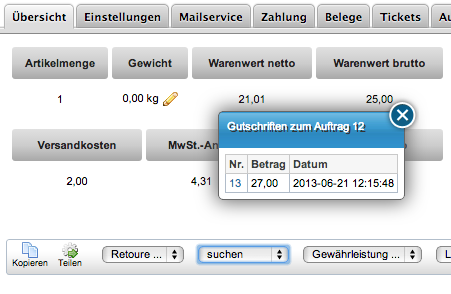 Übersicht Einstellungen Mailservice Zahlung Belege Tickets
Artikelmenge Gewicht Warenwert netto Warenwert brutto
1 0,00 kg 21,01 25,00
Gutschriften zum Auftrag 12
Versandkosten MwSt.-An
Nr. Betrag Datum
2,00 4,31 13 27,00 2013-06-21 12:15:48
Retoure ... suchen Gewährleistung ...
Kopieren Teilen